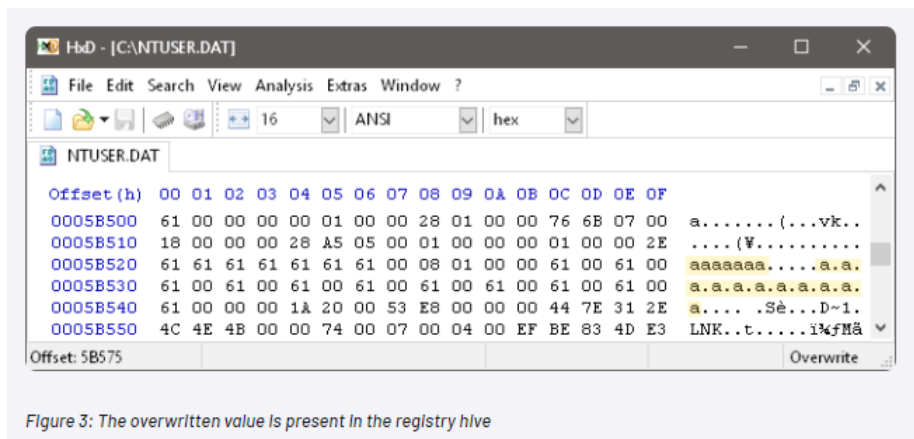 HxD - [C:\NTUSER.DAT]
File Edit Search View Analysis Extras Window ?
16 ANSI hex
NTUSER.DAT
Offset(h) 00 01 02 03 04 05 06 07 08 09 0A 0B 0C 0D 0E 0F
0005B500 61 00 00 00 00 01 00 00 28 01 00 00 76 6B 07 00 a.......(...vk..
0005B510 18 00 00 00 28 A5 05 00 01 00 00 00 01 00 00 2E ....(¥..........
0005B520 61 61 61 61 61 61 61 00 08 01 00 00 61 00 61 00 aaaaaaa.....a.a.
0005B530 61 00 61 00 61 00 61 00 61 00 61 00 61 00 61 00 a.a.a.a.a.a.a.a.
0005B540 61 00 00 00 1A 20 00 53 E8 00 00 00 44 7E 31 2E a.... .Sè...D~1.
0005B550 4C 4E 4B 00 00 74 00 07 00 04 00 EF BE 83 4D E3 LNK..t.....ï¾ƒMã
Offset: 5B575 Overwrite
Figure 3: The overwritten value is present in the registry hive